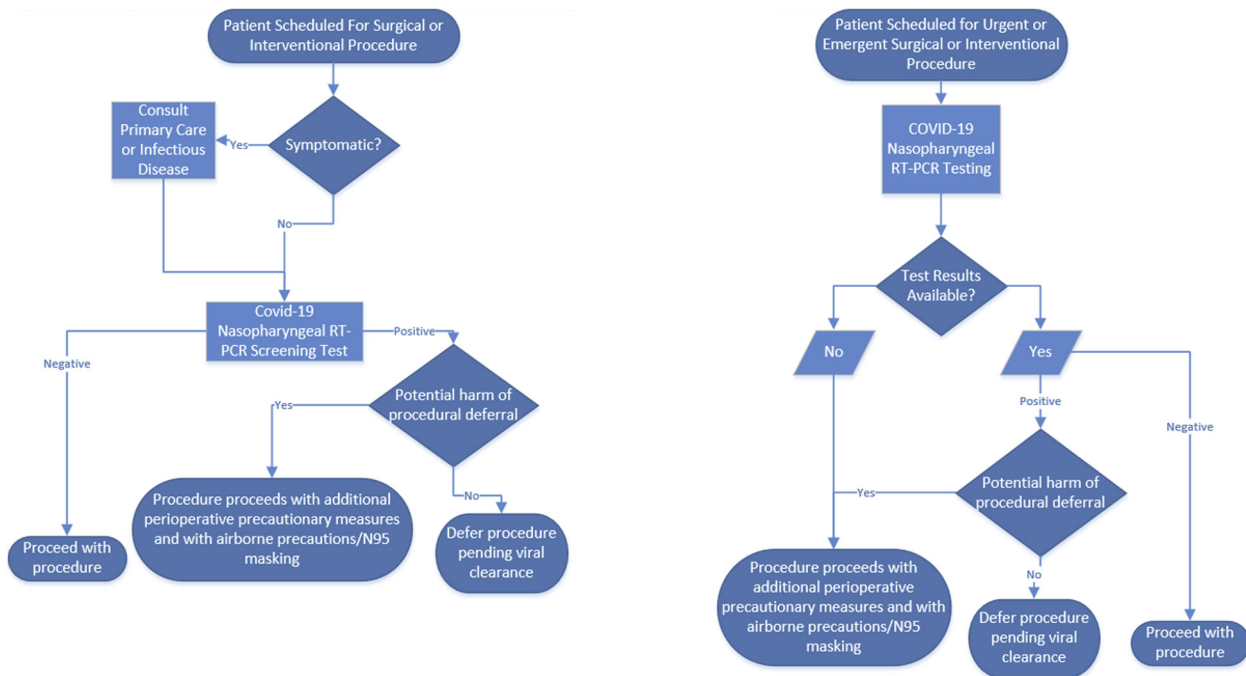 Patient Scheduled For Surgical or
Interventional Procedure
Symptomatic?
Yes
Consult
Primary Care
or Infectious
Disease
No
Covid-19
Nasopharyngeal RT-
PCR Screening Test
Negative
Positive
Potential harm of
procedural deferral
Yes
No
Proceed with
procedure
Procedure proceeds with additional
perioperative precautionary measures
and with airborne precautions/N95
masking
Defer procedure
pending viral
clearance
Patient Scheduled for Urgent or
Emergent Surgical or Interventional
Procedure
COVID-19
Nasopharyngeal
RT-PCR Testing
Test Results
Available?
No
Yes
Positive
Negative
Potential harm of
procedural deferral
Yes
No
Procedure proceeds with
additional perioperative
precautionary measures and with
airborne precautions/N95
masking
Defer procedure
pending viral
clearance
Proceed with
procedure